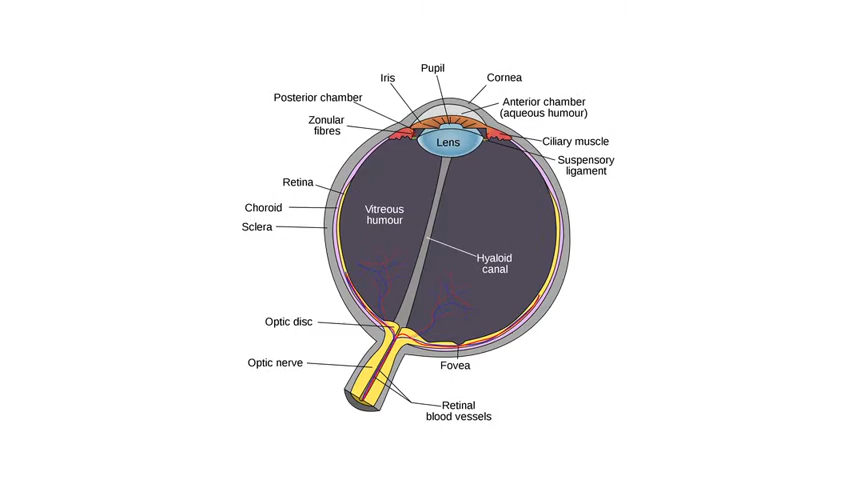 Pupil
Iris
Cornea
Posterior chamber
Anterior chamber
(aqueous humour)
Zonular
fibres
Ciliary muscle
Lens
Suspensory
ligament
Retina
Choroid
Vitreous
humour
Sclera
Hyaloid
canal
Optic disc
Optic nerve
Fovea
Retinal
blood vessels